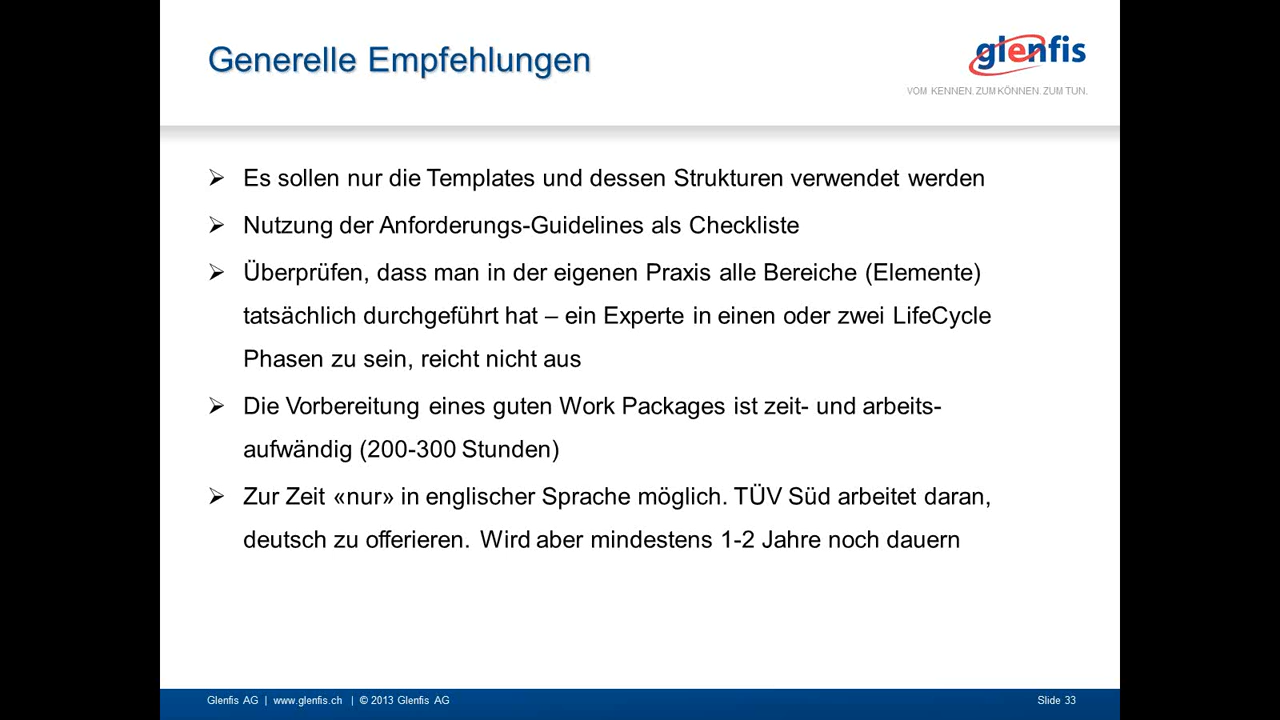 Generelle Empfehlungen
glenfis
VOM KENNEN. ZUM KÖNNEN. ZUM TUN.
Es sollen nur die Templates und dessen Strukturen verwendet werden
Nutzung der Anforderungs-Guidelines als Checkliste
Überprüfen, dass man in der eigenen Praxis alle Bereiche (Elemente)
tatsächlich durchgeführt hat – ein Experte in einen oder zwei LifeCycle
Phasen zu sein, reicht nicht aus
Die Vorbereitung eines guten Work Packages ist zeit- und arbeits-
aufwändig (200-300 Stunden)
Zur Zeit «nur» in englischer Sprache möglich. TÜV Süd arbeitet daran,
deutsch zu offerieren. Wird aber mindestens 1-2 Jahre noch dauern
Glenfis AG | www.glenfis.ch | © 2013 Glenfis AG
Slide 33